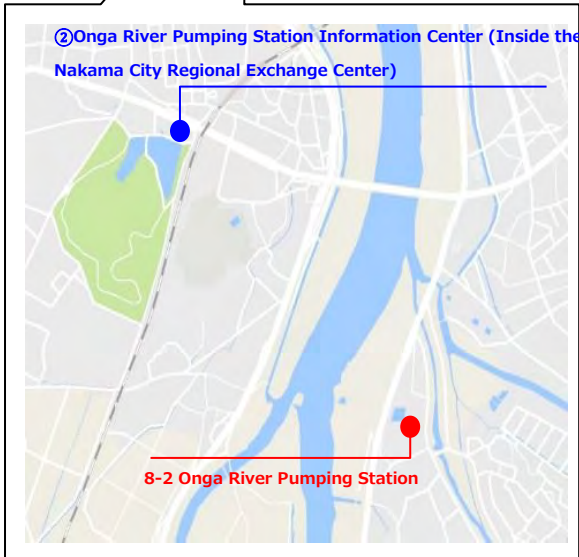 ②Onga River Pumping Station Information Center (Inside the
Nakama City Regional Exchange Center)
8-2 Onga River Pumping Station